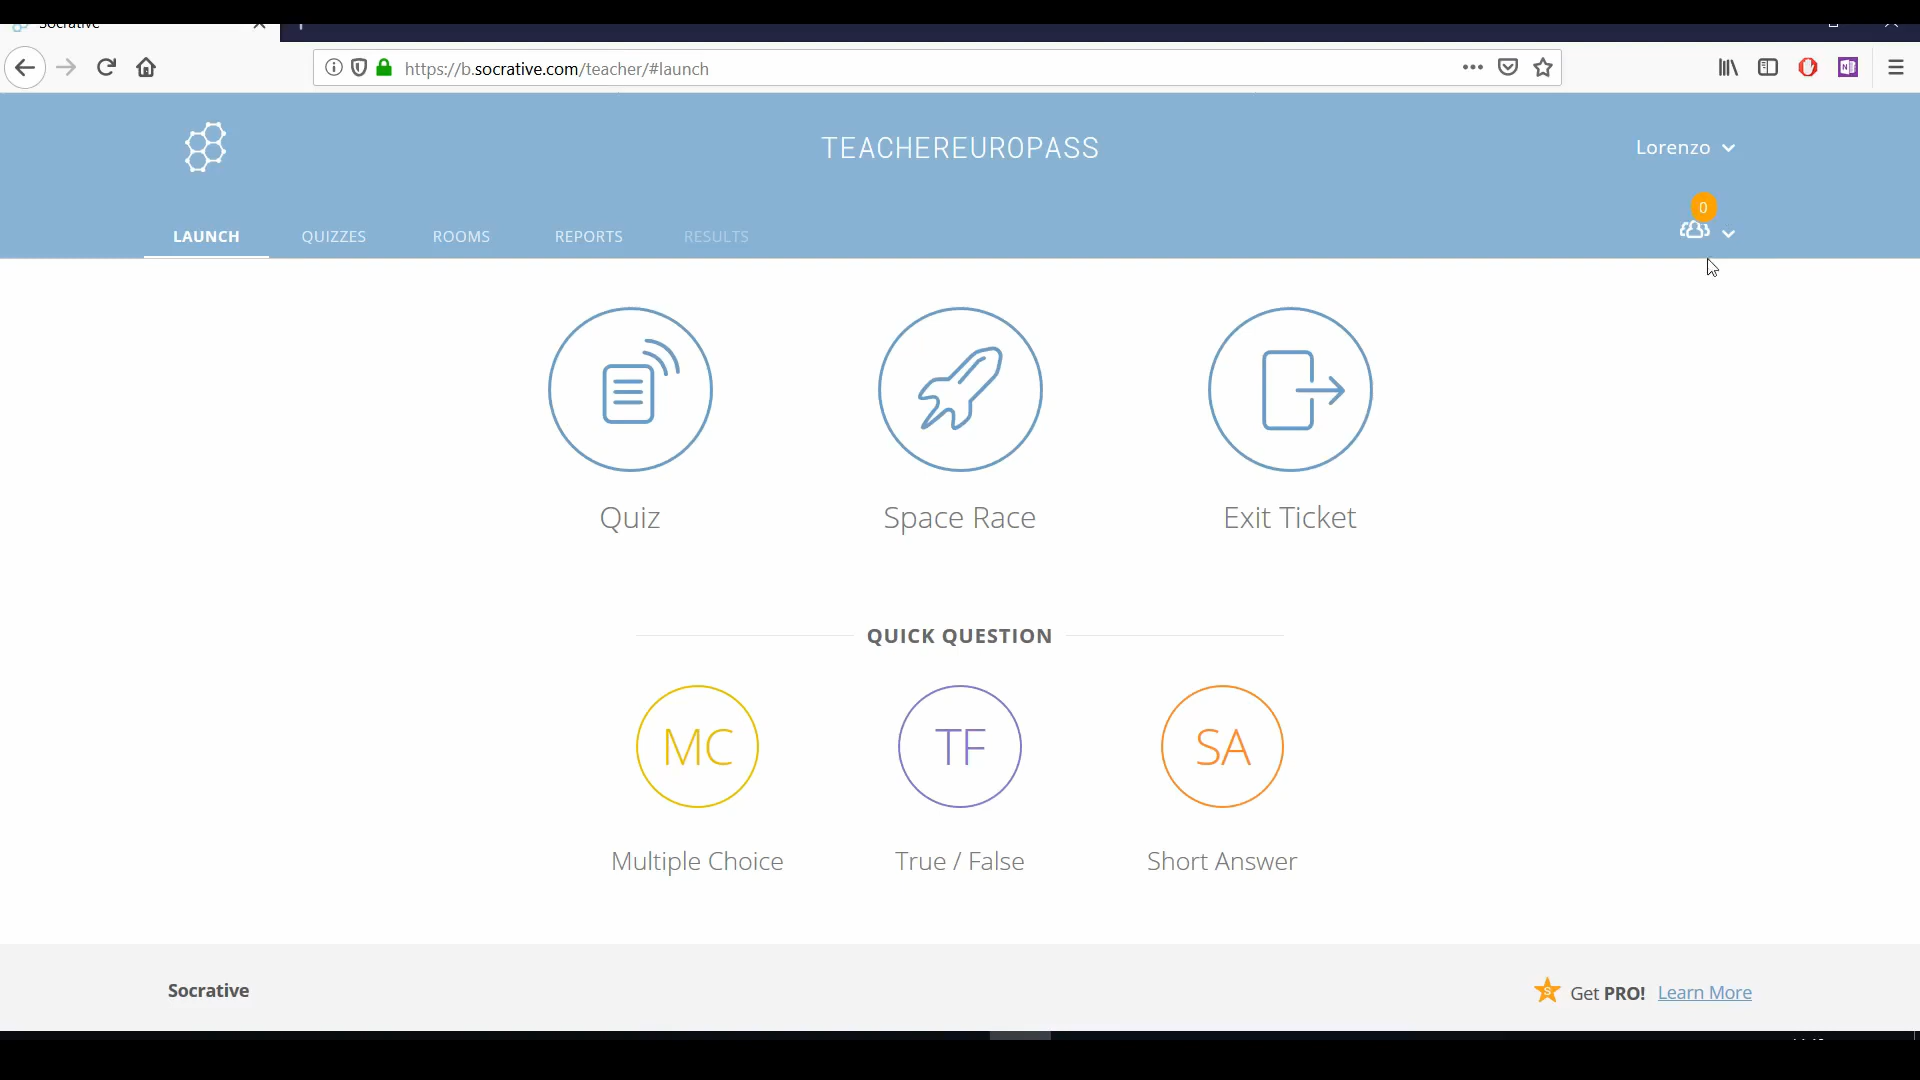 Socrative
https://b.socrative.com/teacher/#launch
TEACHEREUROPASS
Lorenzo
0
LAUNCH QUIZZES ROOMS REPORTS RESULTS
Quiz Space Race Exit Ticket
QUICK QUESTION
MC TF SA
Multiple Choice True / False Short Answer
Socrative
S Get PRO! Learn More